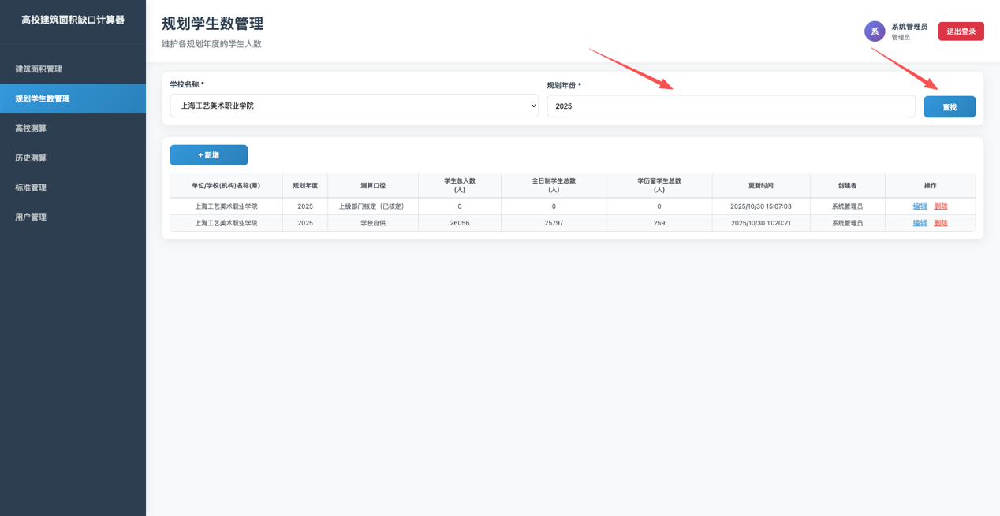 高校建筑面积缺口计算器
建筑面积管理
规划学生数管理
高校测算
历史测算
标准管理
用户管理
规划学生数管理
维护各规划年度的学生人数
系
系统管理员
管理员
退出登录
学校名称 *
上海工艺美术职业学院
规划年份 *
2025
查找
+ 新增
单位/学校(机构)名称(章) 规划年度 测算口径 学生总人数 (人) 全日制学生总数 (人) 学历留学生总数 (人) 更新时间 创建者 操作
上海工艺美术职业学院 2025 上级部门核定（已核定） 0 0 0 2025/10/30 15:07:03 系统管理员 编辑 删除
上海工艺美术职业学院 2025 学校自供 26056 25797 259 2025/10/30 11:20:21 系统管理员 编辑 删除